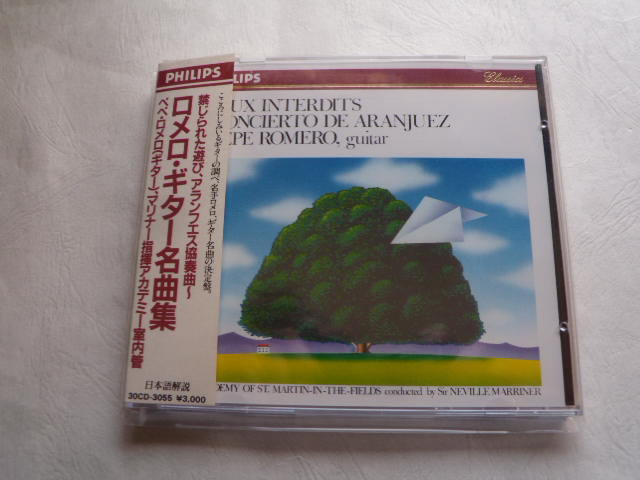 PHILIPS
禁じられた遊び、アランフェス協奏曲〜
ロメロ・ギター名曲集
ペペ・ロメロ(ギター)、マリナー指揮アカデミー室内管
日本語解説
30CD-3055 ¥3,000
IPS
Classics
UX INTERDITS
ONCIERTO DE ARANJUEZ
PE ROMERO, guitar
DEMY OF ST. MARTIN-IN-THE-FIELDS conducted by Sir NEVILLE MARRINER